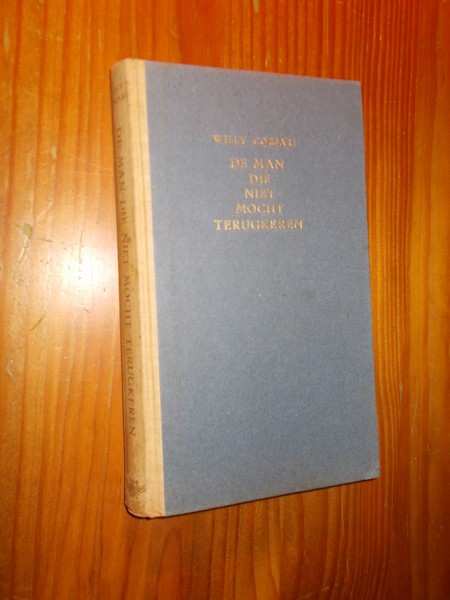 WILLY CORSARI
DE MAN
DIE
NIET
MOCHT
TERUGKEREN
DE MAN DIE NIET MOCHT TERUGKEREN